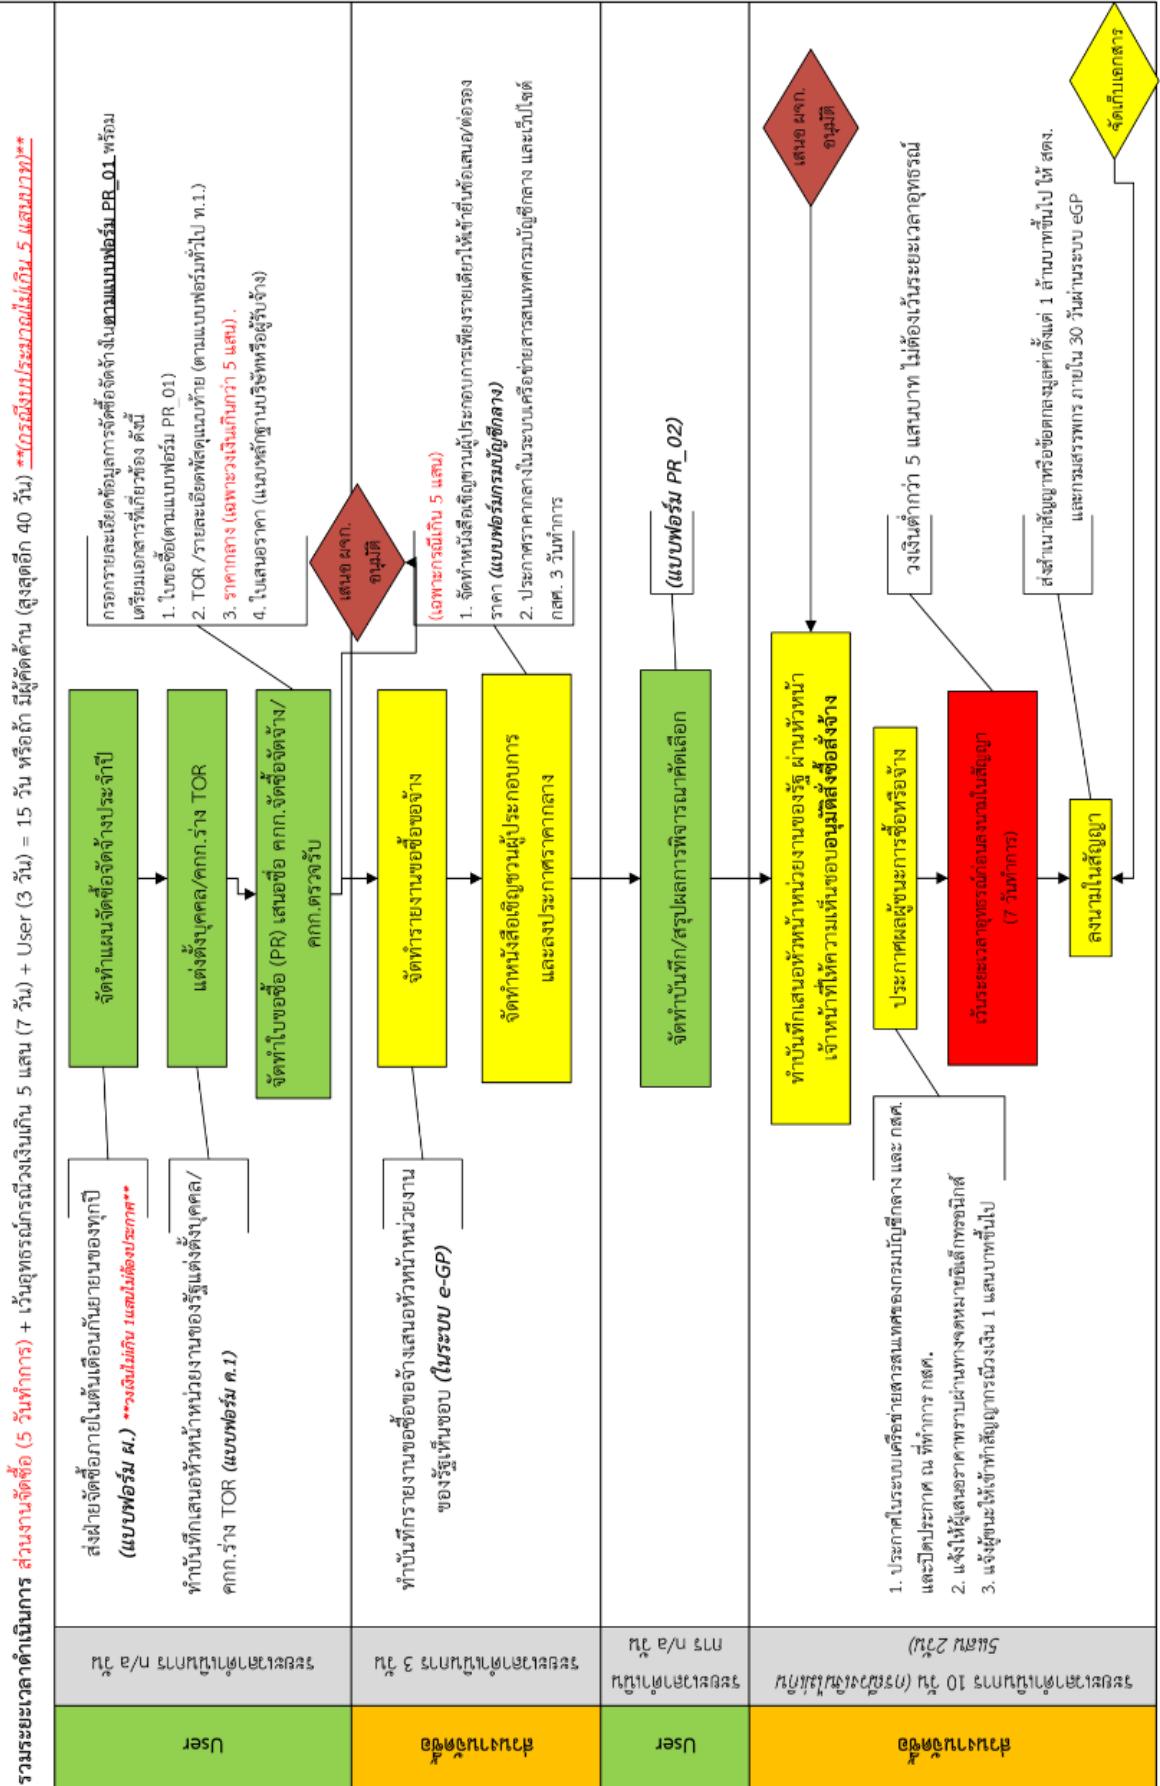 รวมระยะเวลาดำเนินการ ส่วนงานจัดซื้อ (5 วันทำการ) + เว้นอุทธรณ์กรณีวงเงินเกิน 5 แสน (7 วัน) + User (3 วัน) = 15 วัน หรือถ้า มีผู้คัดค้าน (สูงสุดอีก 40 วัน) **(กรณีงบประมาณไม่เกิน 5 แสนบาท)**
User
ระยะเวลาดำเนินการ n/a วัน
ส่งฝ่ายจัดซื้อภายในต้นเดือนกันยายนของทุกปี
(แบบฟอร์ม ผ.) **วงเงินไม่เกิน 1แสนไม่ต้องประกาศ**
จัดทำแผนจัดซื้อจัดจ้างประจำปี
ทำบันทึกเสนอหัวหน้าหน่วยงานของรัฐแต่งตั้งบุคคล/
คกก.ร่าง TOR (แบบฟอร์ม ค.1)
แต่งตั้งบุคคล/คกก.ร่าง TOR
จัดทำใบขอซื้อ (PR) เสนอชื่อ คกก.จัดซื้อจัดจ้าง/
คกก.ตรวจรับ
กรอกรายละเอียดข้อมูลการจัดซื้อจัดจ้างในตามแบบฟอร์ม PR_01 พร้อม
เตรียมเอกสารที่เกี่ยวข้อง ดังนี้
1. ใบขอซื้อ(ตามแบบฟอร์ม PR_01)
2. TOR /รายละเอียดพัสดุแนบท้าย (ตามแบบฟอร์มทั่วไป ท.1.)
3. ราคากลาง (เฉพาะวงเงินเกินกว่า 5 แสน) .
4. ใบเสนอราคา (แนบหลักฐานบริษัทหรือผู้รับจ้าง)
เสนอ ผจก.
อนุมัติ
ส่วนงานจัดซื้อ
ระยะเวลาดำเนินการ 3 วัน
ทำบันทึกรายงานขอซื้อขอจ้างเสนอหัวหน้าหน่วยงาน
ของรัฐเห็นชอบ (ในระบบ e-GP)
จัดทำรายงานขอซื้อขอจ้าง
จัดทำหนังสือเชิญชวนผู้ประกอบการ
และลงประกาศราคากลาง
(เฉพาะกรณีเกิน 5 แสน)
1. จัดทำหนังสือเชิญชวนผู้ประกอบการเพียงรายเดียวให้เข้ายื่นข้อเสนอ/ต่อรอง
ราคา (แบบฟอร์มกรมบัญชีกลาง)
2. ประกาศราคากลางในระบบเครือข่ายสารสนเทศกรมบัญชีกลาง และเว็ปไซต์
กสศ. 3 วันทำการ
User
ระยะเวลาดำเนิน
การ n/a วัน
จัดทำบันทึก/สรุปผลการพิจารณาคัดเลือก
(แบบฟอร์ม PR_02)
ส่วนงานจัดซื้อ
ระยะเวลาดำเนินการ 10 วัน (กรณีวงเงินไม่เกิน
5แสน 2วัน)
ทำบันทึกเสนอหัวหน้าหน่วยงานของรัฐ ผ่านหัวหน้า
เจ้าหน้าที่ให้ความเห็นชอบอนุมัติสั่งซื้อสั่งจ้าง
เสนอ ผจก.
อนุมัติ
1. ประกาศในระบบเครือข่ายสารสนเทศของกรมบัญชีกลาง และ กสศ.
และปิดประกาศ ณ ที่ทำการ กสศ.
2. แจ้งให้ผู้เสนอราคาทราบผ่านทางจดหมายอิเล็กทรอนิกส์
3. แจ้งผู้ชนะให้เข้าทำสัญญากรณีวงเงิน 1 แสนบาทขึ้นไป
ประกาศผลผู้ชนะการซื้อหรือจ้าง
เว้นระยะเวลาอุทธรณ์ก่อนลงนามในสัญญา
(7 วันทำการ)
วงเงินต่ำกว่า 5 แสนบาท ไม่ต้องเว้นระยะเวลาอุทธรณ์
ลงนามในสัญญา
ส่งสำเนาสัญญาหรือข้อตกลงมูลค่าตั้งแต่ 1 ล้านบาทขึ้นไป ให้ สตง.
และกรมสรรพกร ภายใน 30 วันผ่านระบบ eGP
จัดเก็บเอกสาร